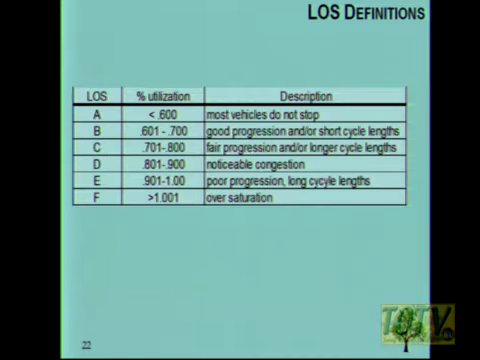 LOS DEFINITIONS
LOS % utilization Description
A < .600 most vehicles do not stop
B .601 - .700 good progression and/or short cycle lengths
C .701-.800 fair progression and/or longer cycle lengths
D .801-.900 noticeable congestion
E .901-1.00 poor progression, long cycyle lengths
F >1.001 over saturation
22